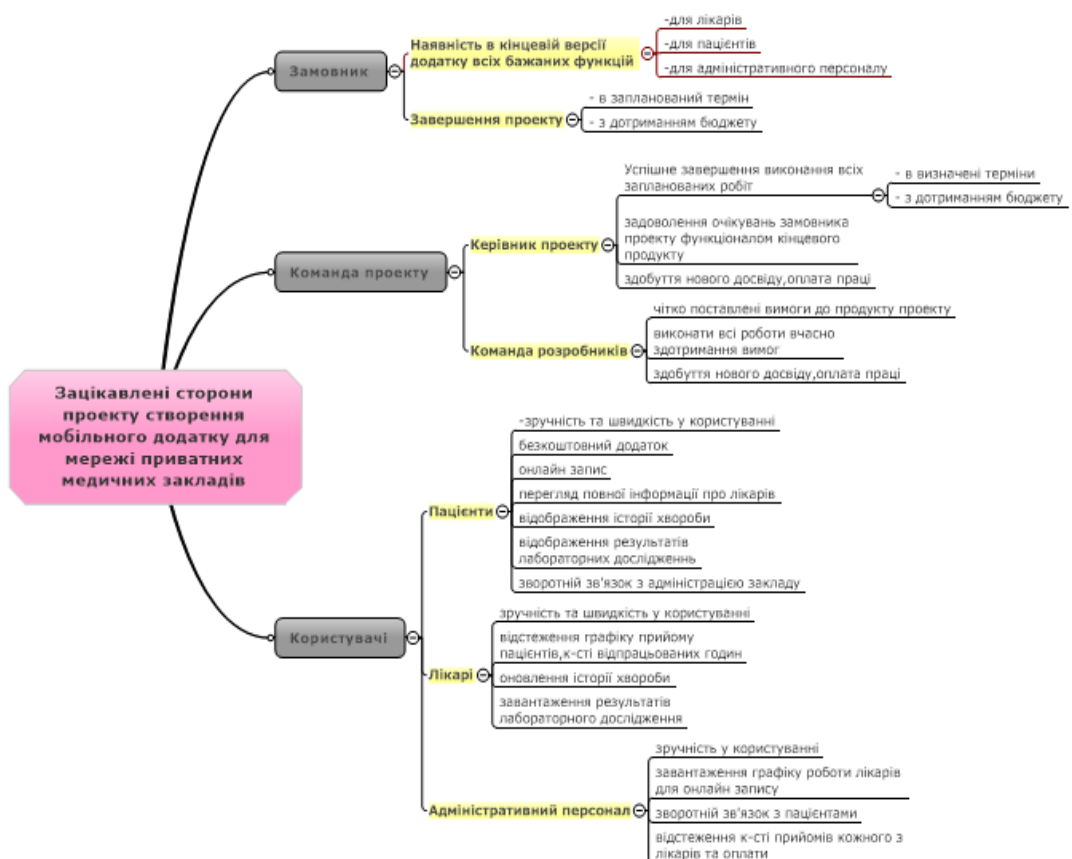 Зацікавлені сторони
проекту створення
мобільного додатку для
мережі приватних
медичних закладів
Замовник
Наявність в кінцевій версії
додатку всіх бажаних функцій
-для лікарів
-для пацієнтів
-для адміністративного персоналу
Завершення проекту
- в запланований термін
- з дотриманням бюджету
Команда проекту
Керівник проекту
Успішне завершення виконання всіх
запланованих робіт
- в визначені терміни
- з дотриманням бюджету
задоволення очікувань замовника
проекту функціоналом кінцевого
продукту
здобуття нового досвіду,оплата праці
Команда розробників
чітко поставлені вимоги до продукту проекту
виконати всі роботи вчасно
здотримання вимог
здобуття нового досвіду,оплата праці
Користувачі
Пацієнти
-зручність та швидкість у користуванні
безкоштовний додаток
онлайн запис
перегляд повної інформації про лікарів
відображення історії хвороби
відображення результатів
лабораторних дослідженнь
зворотній зв'язок з адміністрацією закладу
Лікарі
зручність та швидкість у користуванні
відстеження графіку прийому
пацієнтів,к-сті відпрацьованих годин
оновлення історії хвороби
завантаження результатів
лабораторного дослідження
Адміністративний персонал
зручність у користуванні
завантаження графіку роботи лікарів
для онлайн запису
зворотній зв'язок з пацієнтами
відстеження к-сті прийомів кожного з
лікарів та оплати